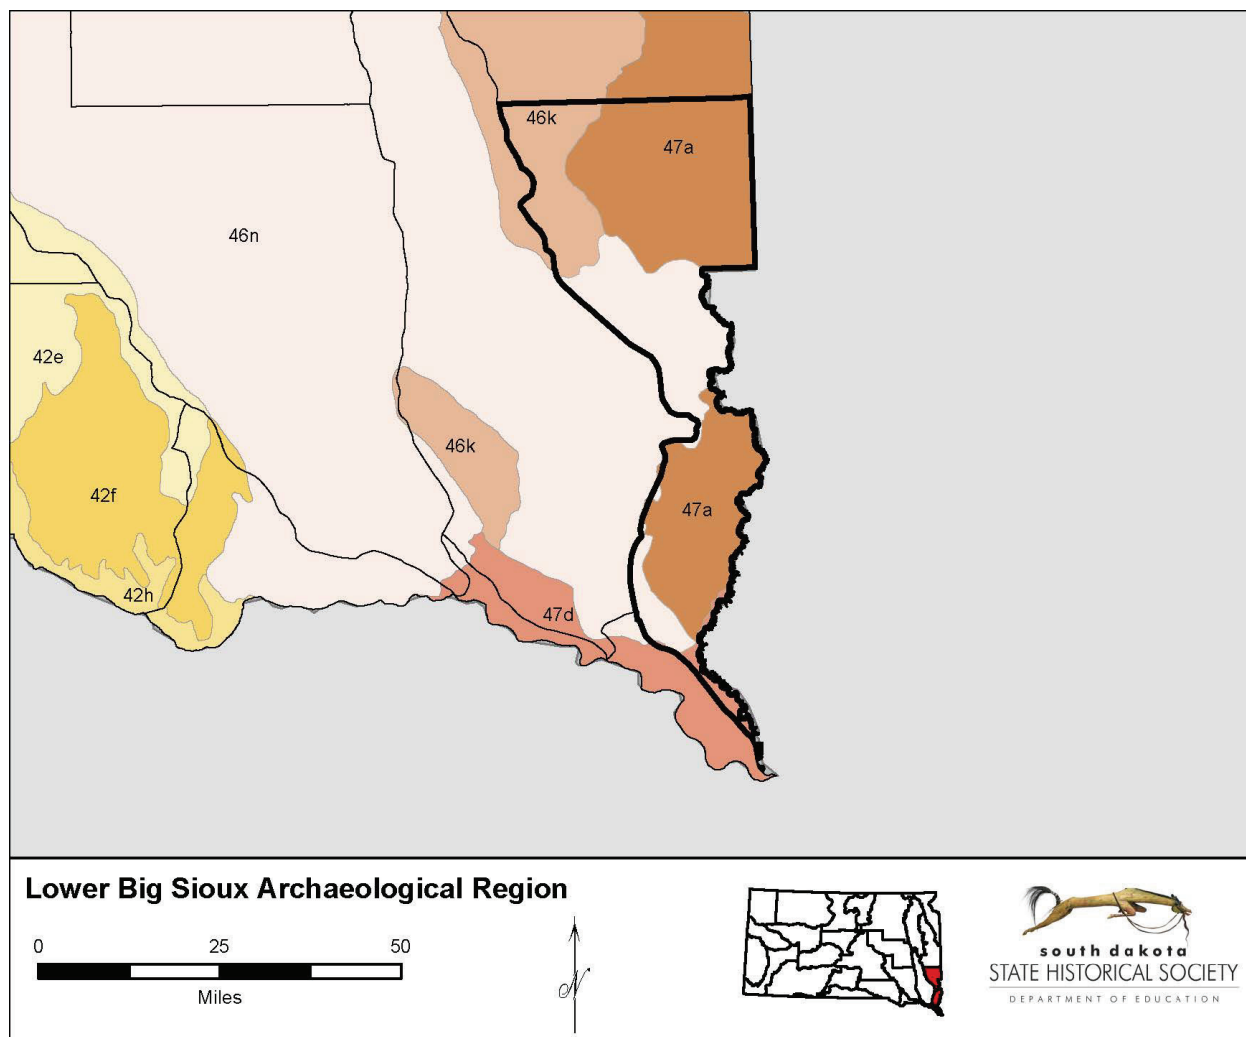 46k
47a
46n
42e
46k
42f
47a
42h
47d
Lower Big Sioux Archaeological Region
0 25 50
Miles
N
south dakota
STATE HISTORICAL SOCIETY
DEPARTMENT OF EDUCATION